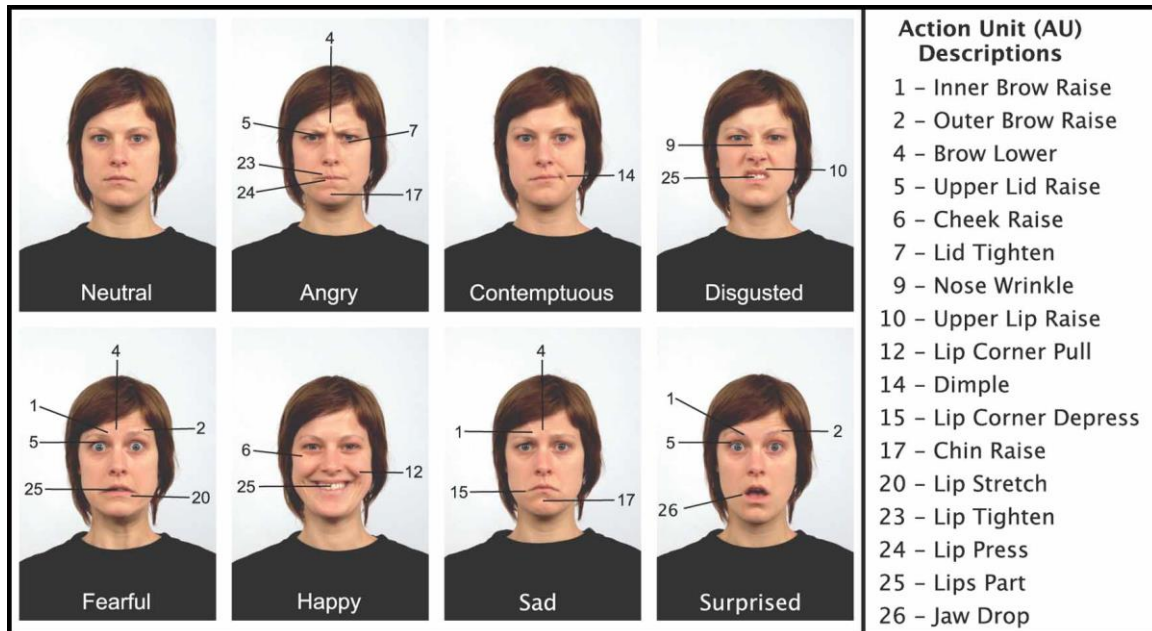 4
5
7
23
24
17
14
9
10
25
Neutral
Angry
Contemptuous
Disgusted
4
1
2
5
25
20
6
12
25
4
1
15
17
1
2
5
26
Fearful
Happy
Sad
Surprised
Action Unit (AU)
Descriptions
1 – Inner Brow Raise
2 – Outer Brow Raise
4 – Brow Lower
5 – Upper Lid Raise
6 – Cheek Raise
7 – Lid Tighten
9 – Nose Wrinkle
10 – Upper Lip Raise
12 – Lip Corner Pull
14 – Dimple
15 – Lip Corner Depress
17 – Chin Raise
20 – Lip Stretch
23 – Lip Tighten
24 – Lip Press
25 – Lips Part
26 – Jaw Drop